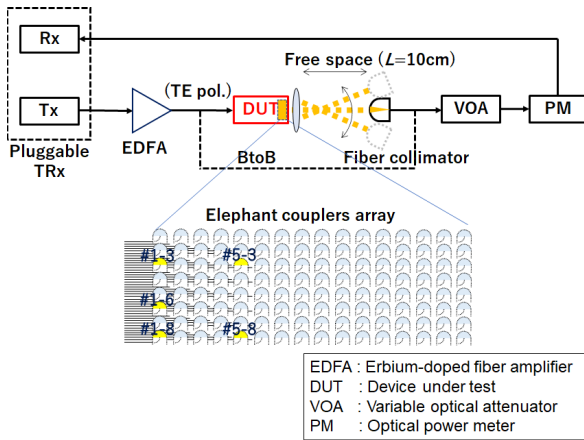 Rx
Free space (L=10cm)
(TE pol.)
Tx
DUT
VOA
PM
EDFA
Pluggable
TRx
BtoB
Fiber collimator
Elephant couplers array
#1-3
#5-3
#1-6
#1-8
#5-8
EDFA : Erbium-doped fiber amplifier
DUT : Device under test
VOA : Variable optical attenuator
PM : Optical power meter